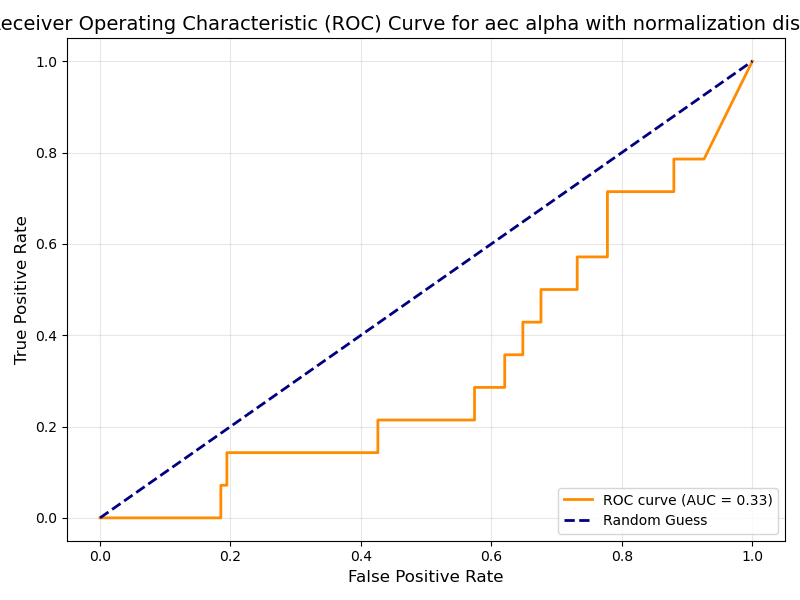 eceiver Operating Characteristic (ROC) Curve for aec alpha with normalization dis
1.0
0.8
0.6
0.4
0.2
0.0
True Positive Rate
ROC curve (AUC = 0.33)
Random Guess
0.0 0.2 0.4 0.6 0.8 1.0
False Positive Rate